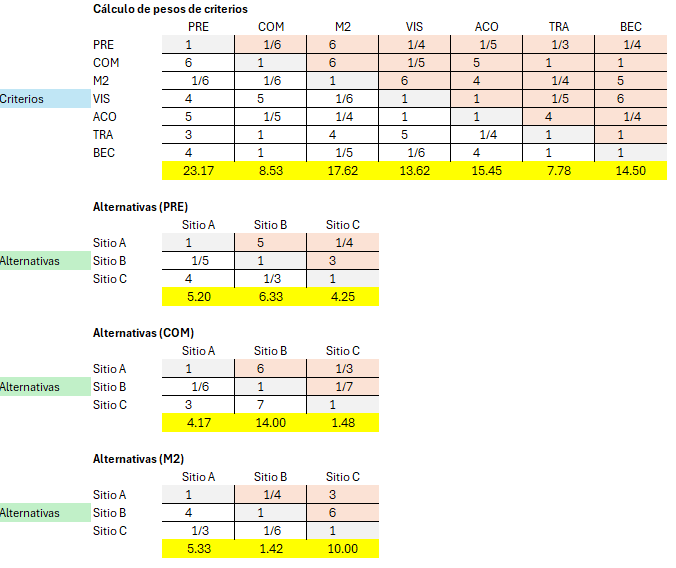 Cálculo de pesos de criterios
PRE COM M2 VIS ACO TRA BEC
PRE 1 1/6 6 1/4 1/5 1/3 1/4
COM 6 1 6 1/5 5 1 1
M2 1/6 1/6 1 6 4 1/4 5
Criterios VIS 4 5 1/6 1 1 1/5 6
ACO 5 1/5 1/4 1 1 4 1/4
TRA 3 1 4 5 1/4 1 1
BEC 4 1 1/5 1/6 4 1 1
23.17 8.53 17.62 13.62 15.45 7.78 14.50
Alternativas (PRE)
Sitio A Sitio B Sitio C
Sitio A 1 5 1/4
Alternativas Sitio B 1/5 1 3
Sitio C 4 1/3 1
5.20 6.33 4.25
Alternativas (COM)
Sitio A Sitio B Sitio C
Sitio A 1 6 1/3
Alternativas Sitio B 1/6 1 1/7
Sitio C 3 7 1
4.17 14.00 1.48
Alternativas (M2)
Sitio A Sitio B Sitio C
Sitio A 1 1/4 3
Alternativas Sitio B 4 1 6
Sitio C 1/3 1/6 1
5.33 1.42 10.00